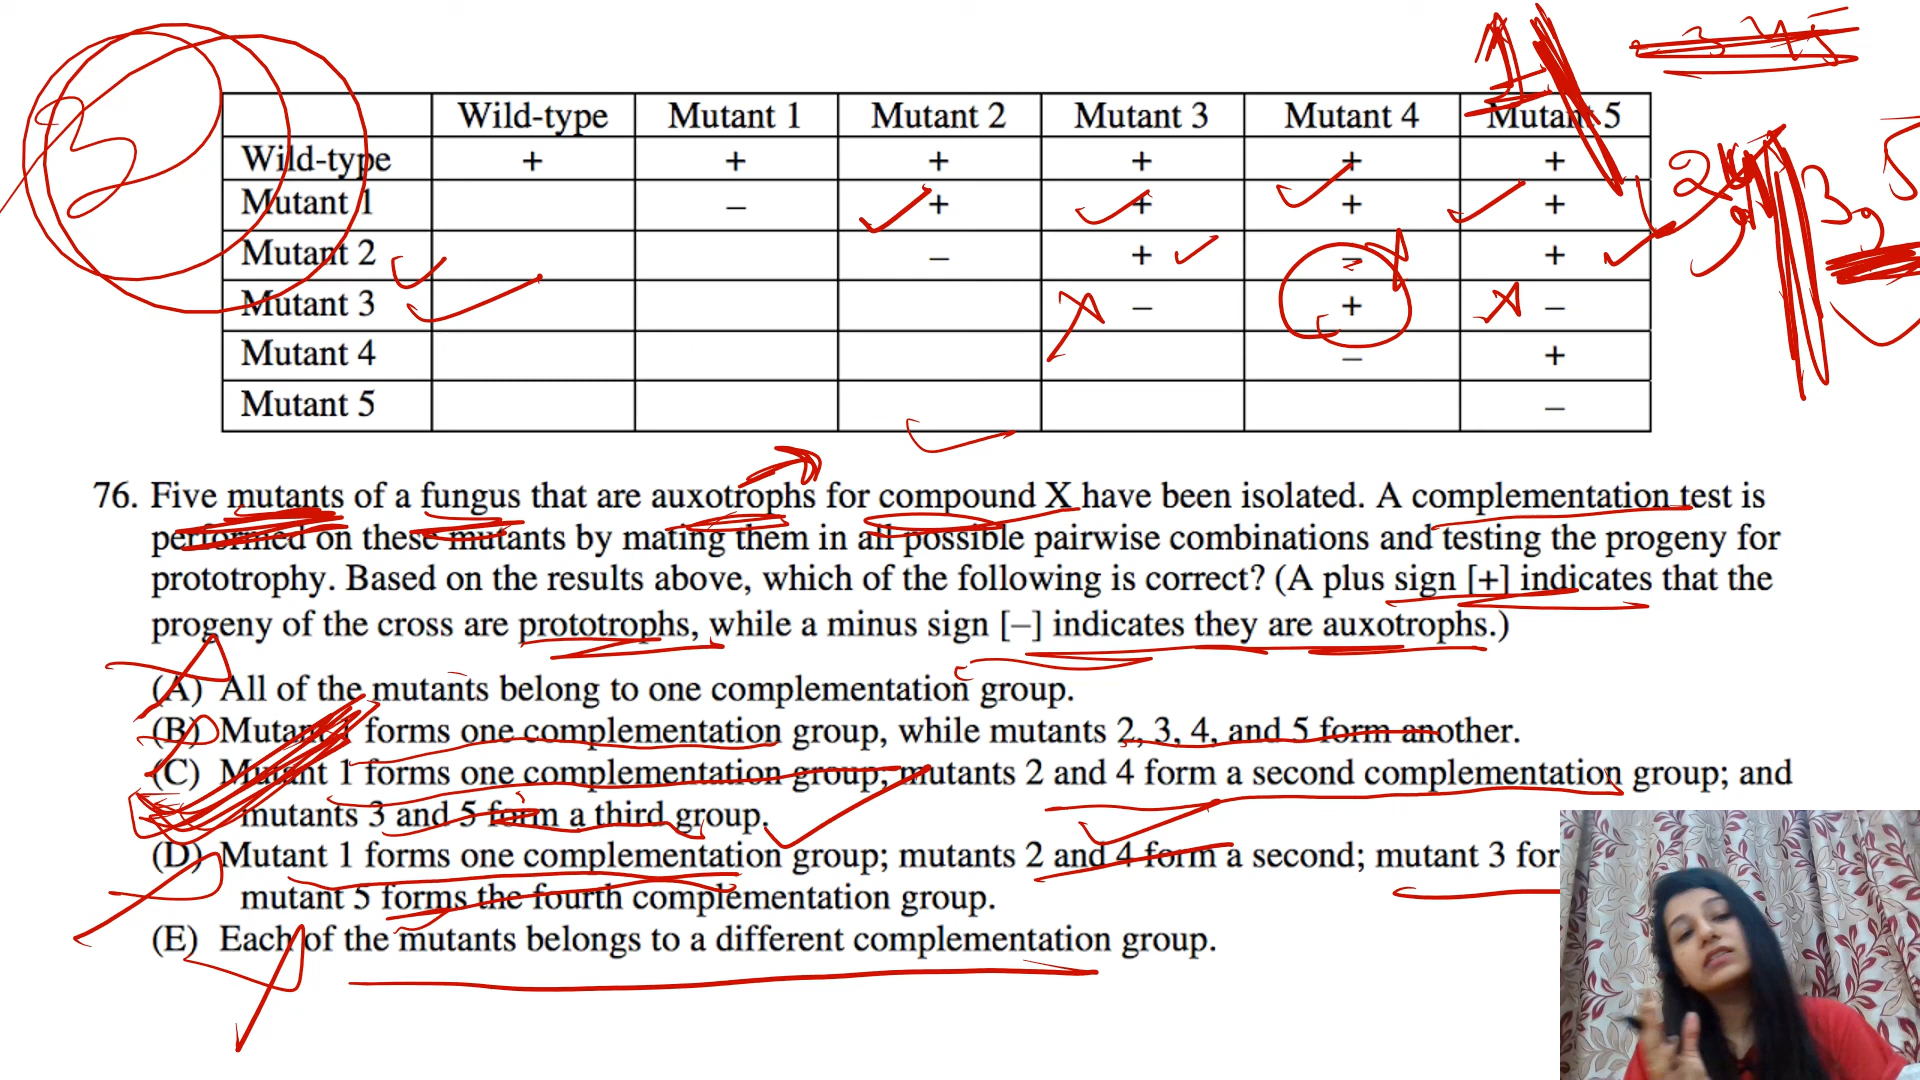 1 2 3 4 5
Wild-type Mutant 1 Mutant 2 Mutant 3 Mutant 4 Mutant 5
Wild-type + + + + + +
Mutant 1 – + + + +
Mutant 2 – + – +
Mutant 3 – + –
Mutant 4 – +
Mutant 5 –
2 3, 5
76. Five mutants of a fungus that are auxotrophs for compound X have been isolated. A complementation test is
performed on these mutants by mating them in all possible pairwise combinations and testing the progeny for
prototrophy. Based on the results above, which of the following is correct? (A plus sign [+] indicates that the
progeny of the cross are prototrophs, while a minus sign [–] indicates they are auxotrophs.)
(A) All of the mutants belong to one complementation group.
(B) Mutant 1 forms one complementation group, while mutants 2, 3, 4, and 5 form another.
(C) Mutant 1 forms one complementation group; mutants 2 and 4 form a second complementation group; and
mutants 3 and 5 form a third group.
(D) Mutant 1 forms one complementation group; mutants 2 and 4 form a second; mutant 3 for
mutant 5 forms the fourth complementation group.
(E) Each of the mutants belongs to a different complementation group.